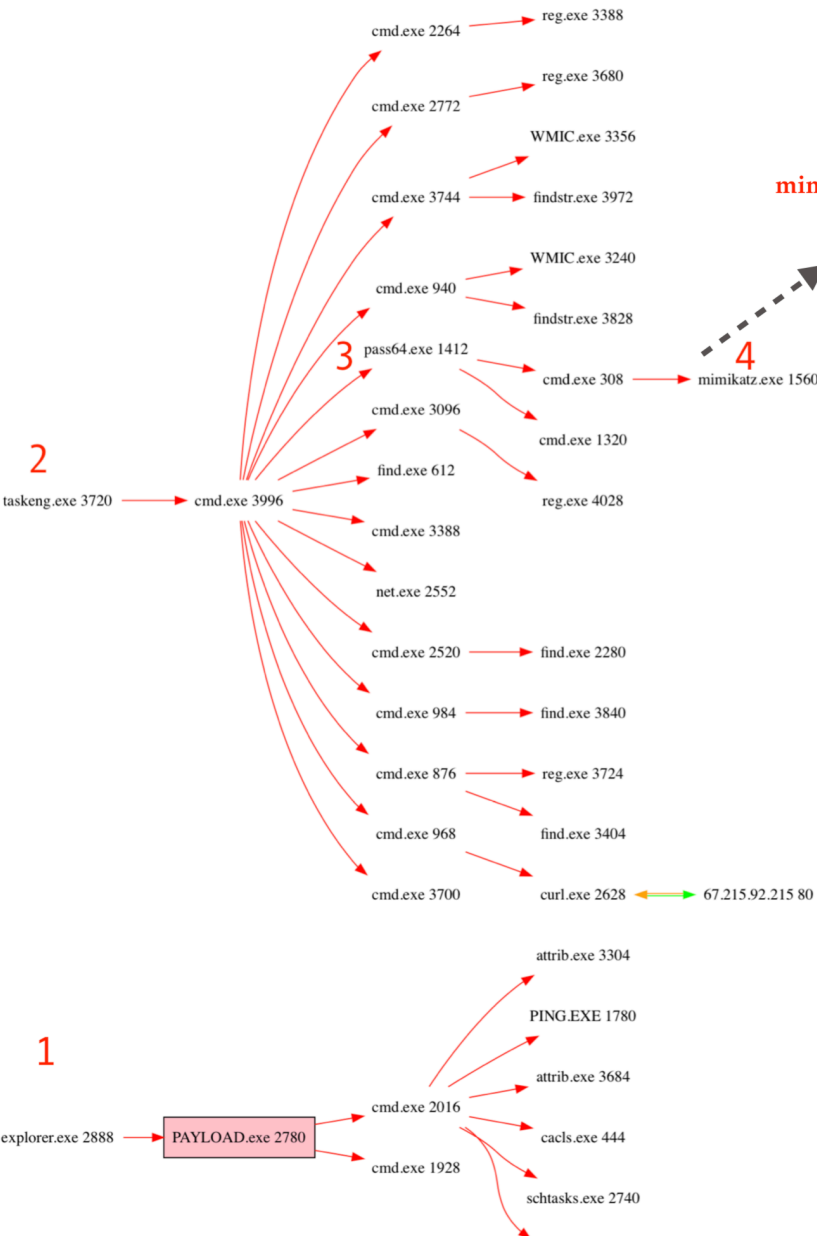 cmd.exe 2264
reg.exe 3388
cmd.exe 2772
reg.exe 3680
WMIC.exe 3356
min
cmd.exe 3744
findstr.exe 3972
WMIC.exe 3240
cmd.exe 940
findstr.exe 3828
3
pass64.exe 1412
4
cmd.exe 308
mimikatz.exe 1560
cmd.exe 3096
cmd.exe 1320
2
find.exe 612
taskeng.exe 3720
cmd.exe 3996
reg.exe 4028
cmd.exe 3388
net.exe 2552
cmd.exe 2520
find.exe 2280
cmd.exe 984
find.exe 3840
cmd.exe 876
reg.exe 3724
cmd.exe 968
find.exe 3404
cmd.exe 3700
curl.exe 2628
67.215.92.215 80
attrib.exe 3304
PING.EXE 1780
1
attrib.exe 3684
cmd.exe 2016
explorer.exe 2888
PAYLOAD.exe 2780
cacls.exe 444
cmd.exe 1928
schtasks.exe 2740